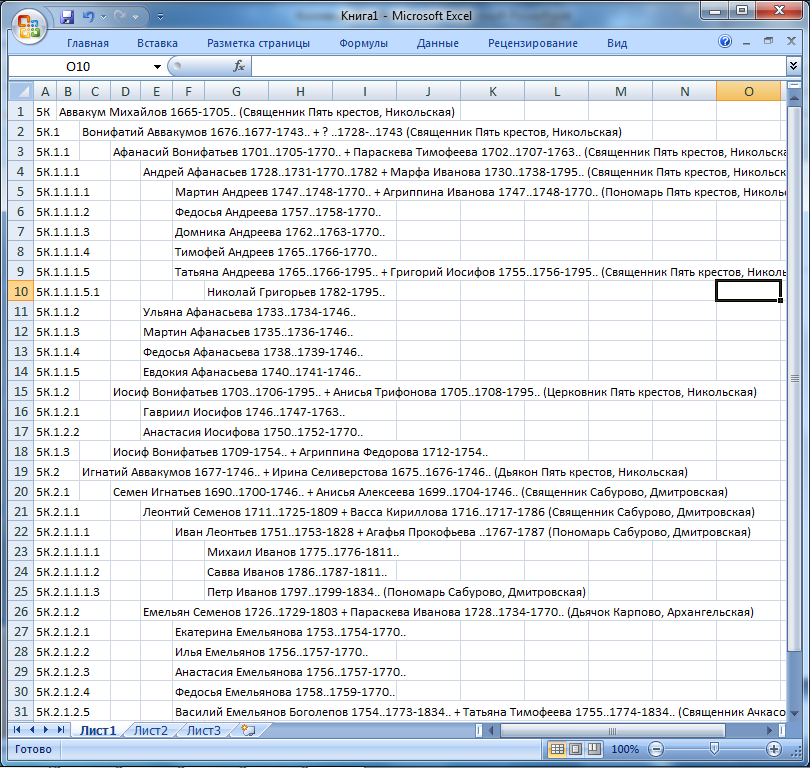 Книга1 - Microsoft Excel
Главная Вставка Разметка страницы Формулы Данные Рецензирование Вид
O10 fx
A B C D E F G H I J K L M N O
1 5К Аввакум Михайлов 1665-1705.. (Священник Пять крестов, Никольская)
2 5К.1 Вонифатий Аввакумов 1676..1677-1743.. + ? ..1728-..1743 (Священник Пять крестов, Никольская)
3 5К.1.1 Афанасий Вонифатьев 1701..1705-1770.. + Параскева Тимофеева 1702..1707-1763.. (Священник Пять крестов, Никольска
4 5К.1.1.1 Андрей Афанасьев 1728..1731-1770..1782 + Марфа Иванова 1730..1738-1795.. (Священник Пять крестов, Никольск
5 5К.1.1.1.1 Мартин Андреев 1747..1748-1770.. + Агриппина Иванова 1747..1748-1770.. (Пономарь Пять крестов, Николь
6 5К.1.1.1.2 Федосья Андреева 1757..1758-1770..
7 5К.1.1.1.3 Домника Андреева 1762..1763-1770..
8 5К.1.1.1.4 Тимофей Андреев 1765..1766-1770..
9 5К.1.1.1.5 Татьяна Андреева 1765..1766-1795.. + Григорий Иосифов 1755..1756-1795.. (Священник Пять крестов, Николь
10 5К.1.1.1.5.1 Николай Григорьев 1782-1795..
11 5К.1.1.2 Ульяна Афанасьева 1733..1734-1746..
12 5К.1.1.3 Мартин Афанасьев 1735..1736-1746..
13 5К.1.1.4 Федосья Афанасьева 1738..1739-1746..
14 5К.1.1.5 Евдокия Афанасьева 1740..1741-1746..
15 5К.1.2 Иосиф Вонифатьев 1703..1706-1795.. + Анисья Трифонова 1705..1708-1795.. (Церковник Пять крестов, Никольская)
16 5К.1.2.1 Гавриил Иосифов 1746..1747-1763..
17 5К.1.2.2 Анастасия Иосифова 1750..1752-1770..
18 5К.1.3 Иосиф Вонифатьев 1709-1754.. + Агриппина Федорова 1712-1754..
19 5К.2 Игнатий Аввакумов 1677-1746.. + Ирина Селиверстова 1675..1676-1746.. (Дьякон Пять крестов, Никольская)
20 5К.2.1 Семен Игнатьев 1690..1700-1746.. + Анисья Алексеева 1699..1704-1746.. (Священник Сабурово, Дмитровская)
21 5К.2.1.1 Леонтий Семенов 1711..1725-1809 + Васса Кириллова 1716..1717-1786 (Священник Сабурово, Дмитровская)
22 5К.2.1.1.1 Иван Леонтьев 1751..1753-1828 + Агафья Прокофьева ..1767-1787 (Пономарь Сабурово, Дмитровская)
23 5К.2.1.1.1.1 Михаил Иванов 1775..1776-1811..
24 5К.2.1.1.1.2 Савва Иванов 1786..1787-1811..
25 5К.2.1.1.1.3 Петр Иванов 1797..1799-1834.. (Пономарь Сабурово, Дмитровская)
26 5К.2.1.2 Емельян Семенов 1726..1729-1803 + Параскева Иванова 1728..1734-1770.. (Дьячок Карпово, Архангельская)
27 5К.2.1.2.1 Екатерина Емельянова 1753..1754-1770..
28 5К.2.1.2.2 Илья Емельянов 1756..1757-1770..
29 5К.2.1.2.3 Анастасия Емельянова 1756..1757-1770..
30 5К.2.1.2.4 Федосья Емельянова 1758..1759-1770..
31 5К.2.1.2.5 Василий Емельянов Боголепов 1754..1773-1834.. + Татьяна Тимофеева 1755..1774-1834.. (Священник Ачкасо
Лист1 Лист2 Лист3
Готово 100%